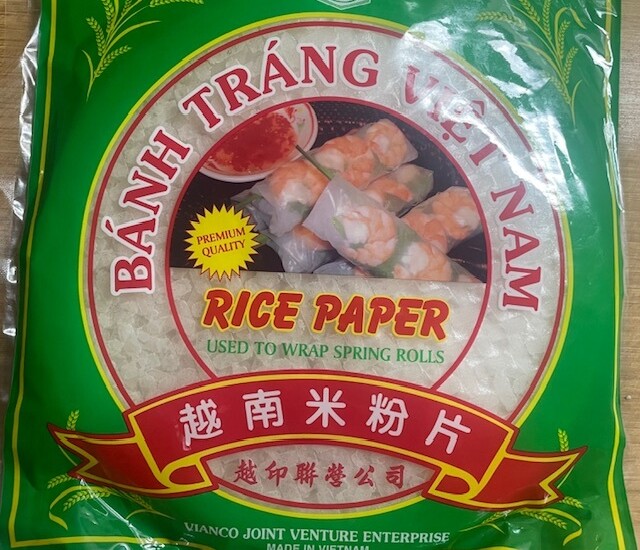 BÁNH TRÁNG VIỆT NAM
PREMIUM
QUALITY
RICE PAPER
USED TO WRAP SPRING ROLLS
越南米粉片
越印聯營公司
VIANCO JOINT VENTURE ENTERPRISE
MADE IN VIETNAM